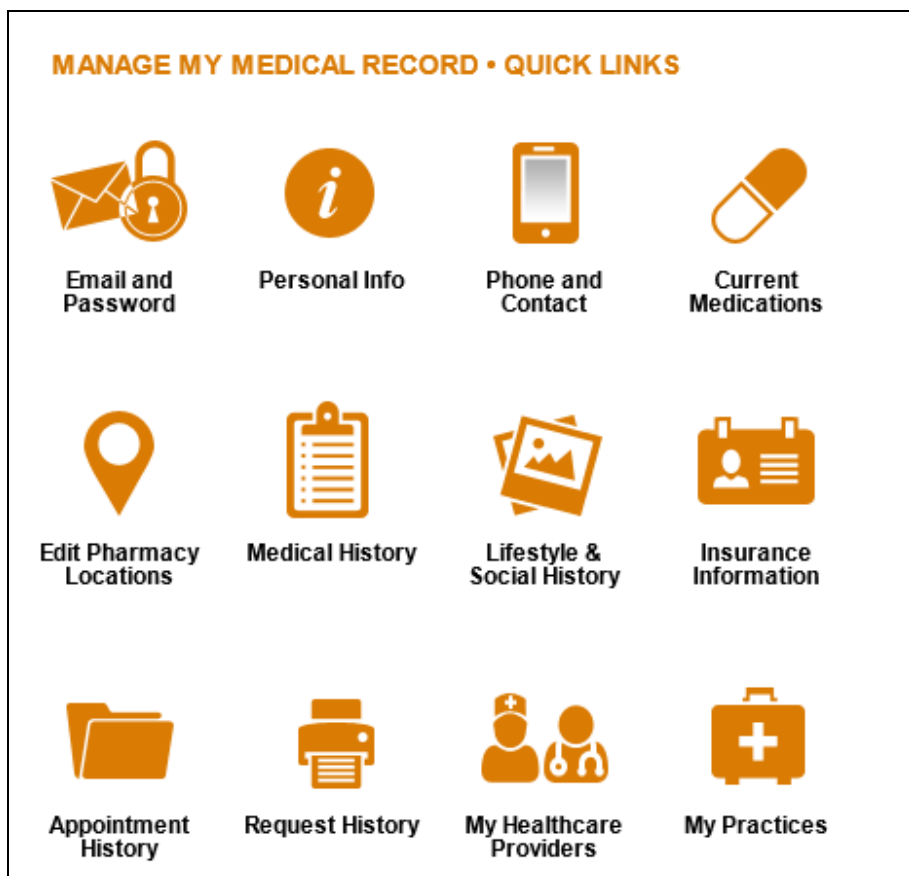 MANAGE MY MEDICAL RECORD • QUICK LINKS
Email and
Password
Personal Info
Phone and
Contact
Current
Medications
Edit Pharmacy
Locations
Medical History
Lifestyle &
Social History
Insurance
Information
Appointment
History
Request History
My Healthcare
Providers
My Practices